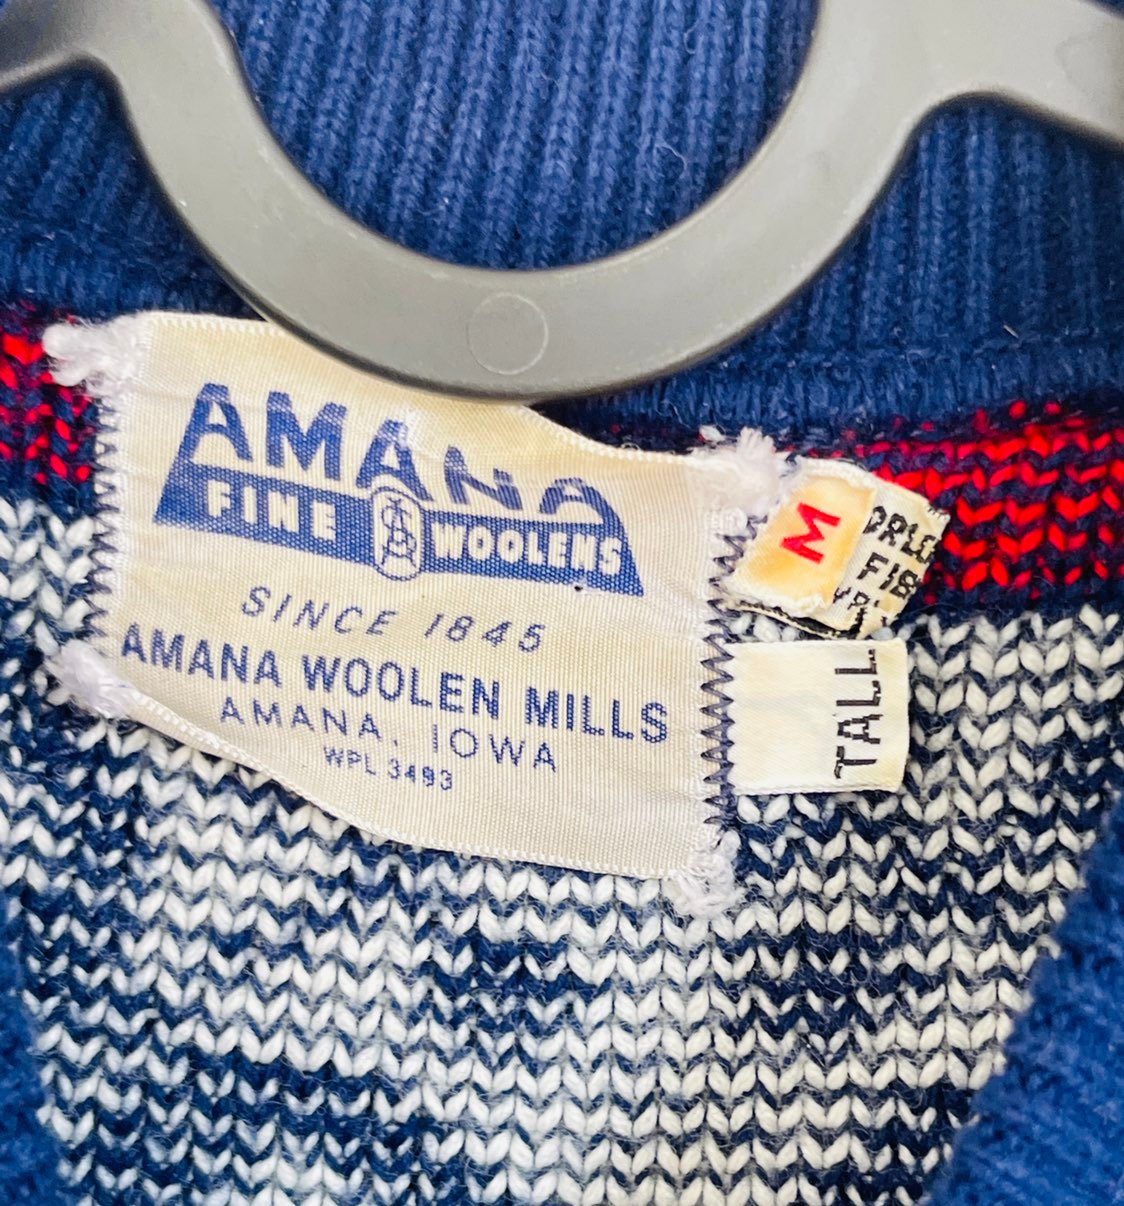 AMANA
FINE WOOLENS
SINCE 1845
AMANA WOOLEN MILLS
AMANA, IOWA
WPL 3493
M
TALL